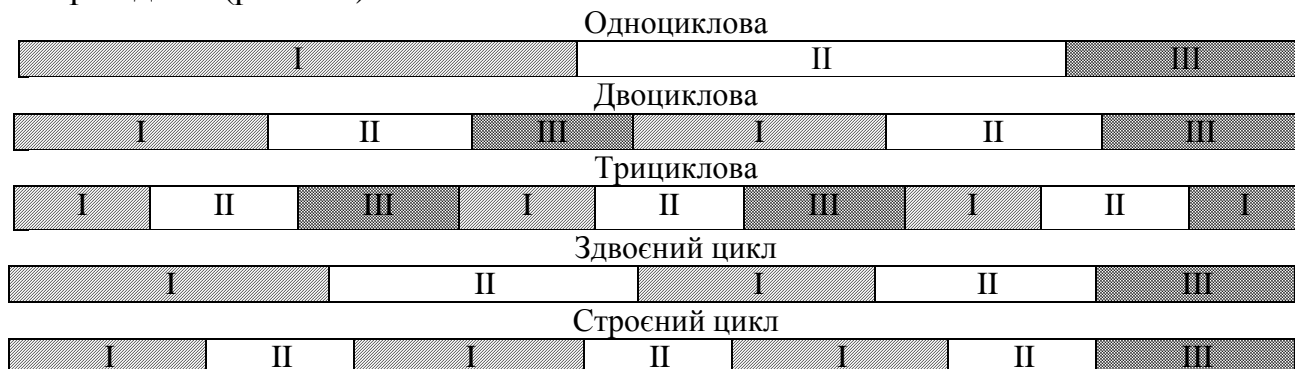 Одноциклова
I II III
Двоциклова
I II III I II III
Трициклова
I II III I II III I II I
Здвоєний цикл
I II I II III
Строєний цикл
I II I II I II III